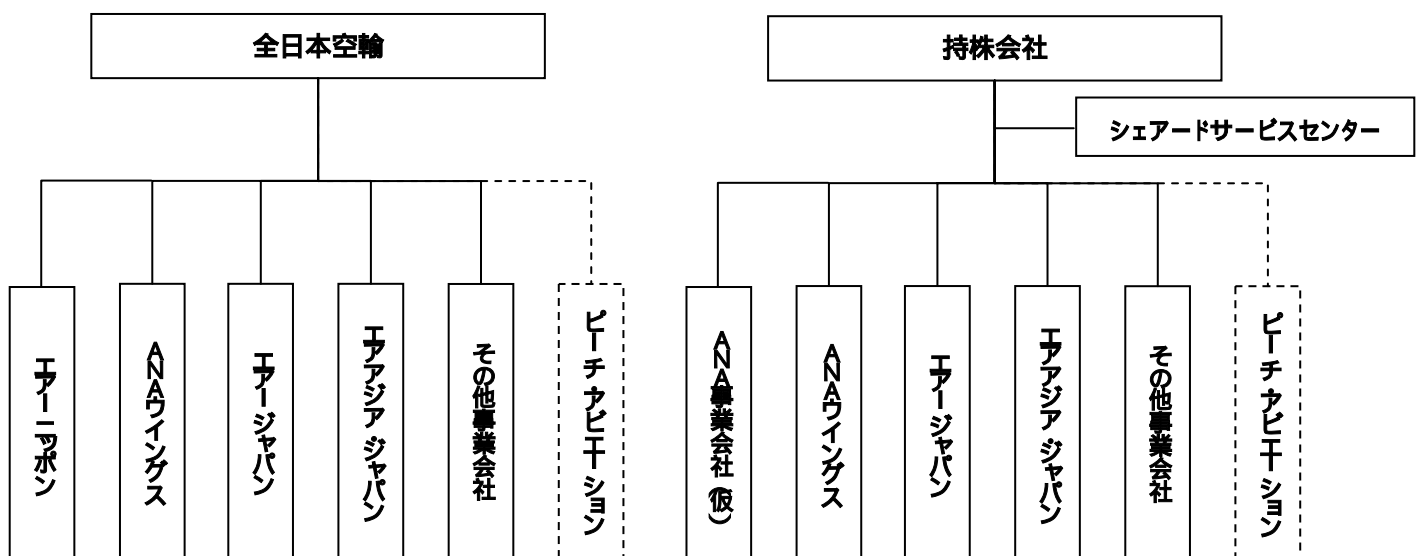 全日本空輸
エアーニッポン
ＡＮＡウイングス
エアージャパン
エアアジア・ジャパン
その他事業会社
ピーチ・アビエーション
持株会社
シェアードサービスセンター
ＡＮＡ事業会社（仮）
ＡＮＡウイングス
エアージャパン
エアアジア・ジャパン
その他事業会社
ピーチ・アビエーション